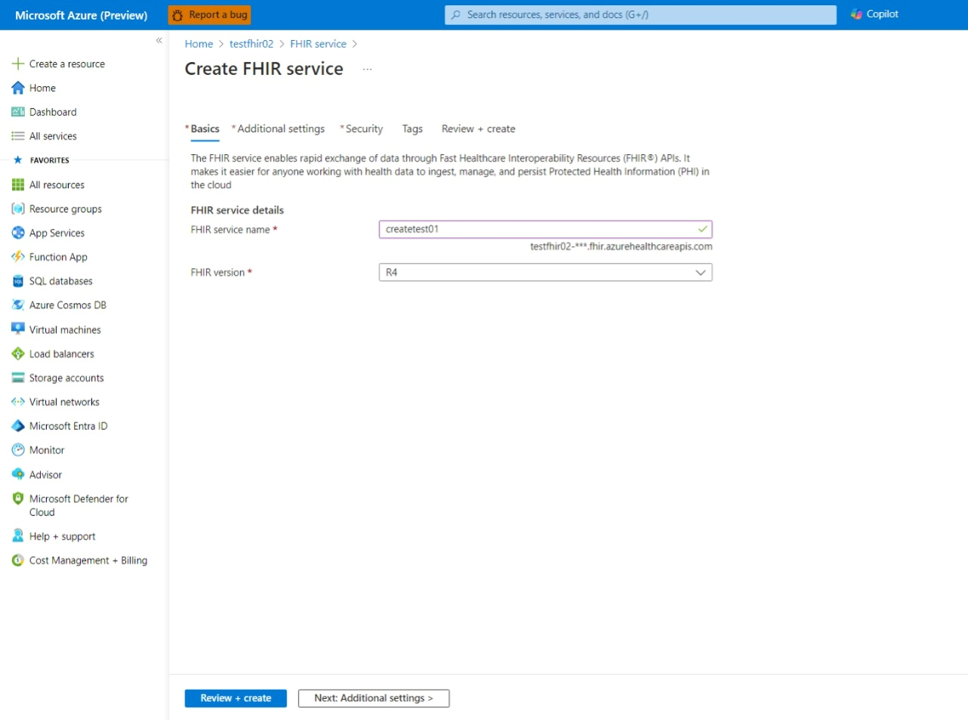 Microsoft Azure (Preview)
Report a bug
Search resources, services, and docs (G+/)
Copilot
«
Create a resource
Home
Dashboard
All services
FAVORITES
All resources
Resource groups
App Services
Function App
SQL databases
Azure Cosmos DB
Virtual machines
Load balancers
Storage accounts
Virtual networks
Microsoft Entra ID
Monitor
Advisor
Microsoft Defender for
Cloud
Help + support
Cost Management + Billing
Home > testfhir02 > FHIR service >
Create FHIR service ...
* Basics * Additional settings * Security Tags Review + create
The FHIR service enables rapid exchange of data through Fast Healthcare Interoperability Resources (FHIR®) APIs. It
makes it easier for anyone working with health data to ingest, manage, and persist Protected Health Information (PHI) in
the cloud
FHIR service details
FHIR service name * createtest01
testfhir02-***.fhir.azurehealthcareapis.com
FHIR version * R4
Review + create
Next: Additional settings >